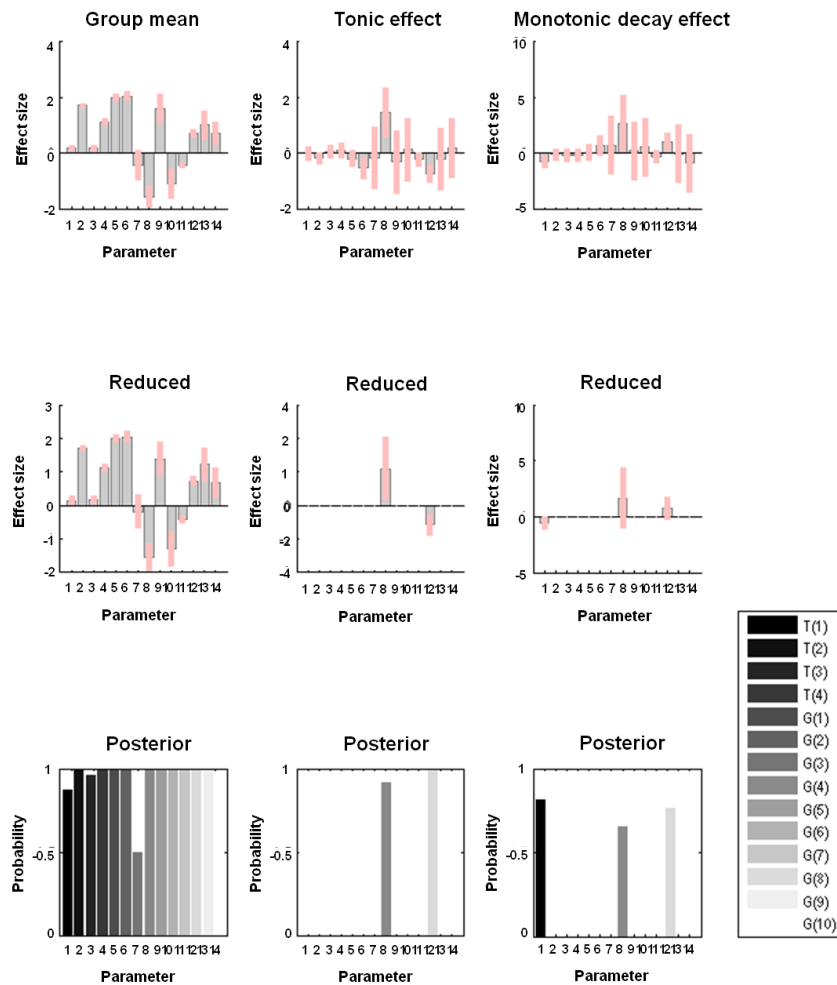 Group mean
Tonic effect
Monotonic decay effect
4
2
0
-2
Effect size
1 2 3 4 5 6 7 8 9 10 11 12 13 14
Parameter
4
2
0
-2
Effect size
1 2 3 4 5 6 7 8 9 10 11 12 13 14
Parameter
10
5
0
-5
Effect size
1 2 3 4 5 6 7 8 9 10 11 12 13 14
Parameter
Reduced
Reduced
Reduced
3
2
1
0
-1
-2
Effect size
1 2 3 4 5 6 7 8 9 10 11 12 13 14
Parameter
4
2
0
-2
-4
Effect size
1 2 3 4 5 6 7 8 9 10 11 12 13 14
Parameter
10
5
0
-5
Effect size
1 2 3 4 5 6 7 8 9 10 11 12 13 14
Parameter
Posterior
Posterior
Posterior
1
-0.5
0
Probability
1 2 3 4 5 6 7 8 9 10 11 12 13 14
Parameter
1
-0.5
0
Probability
1 2 3 4 5 6 7 8 9 10 11 12 13 14
Parameter
1
-0.5
0
Probability
1 2 3 4 5 6 7 8 9 10 11 12 13 14
Parameter
T(1)
T(2)
T(3)
T(4)
G(1)
G(2)
G(3)
G(4)
G(5)
G(6)
G(7)
G(8)
G(9)
G(10)